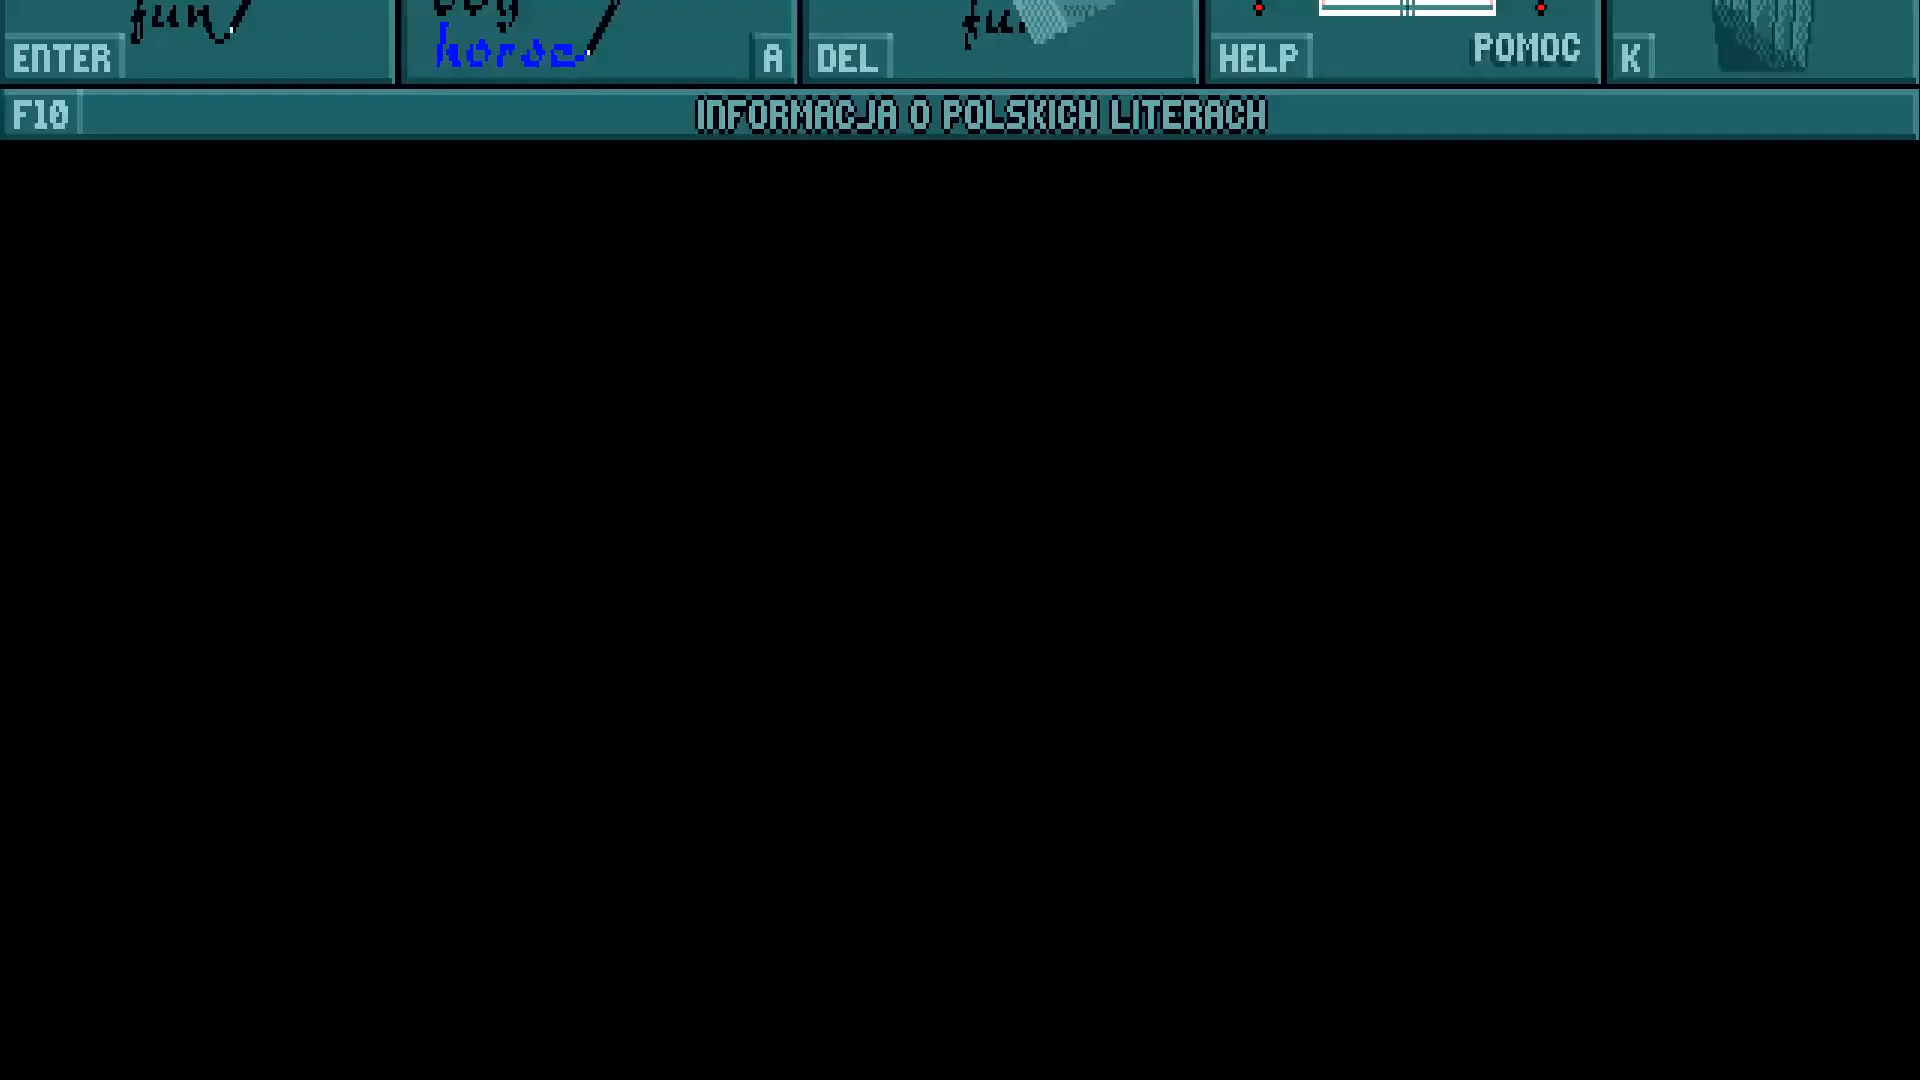 fun
horse
ENTER
A
DEL
HELP
POMOC
K
F10
INFORMACJA O POLSKICH LITERACH